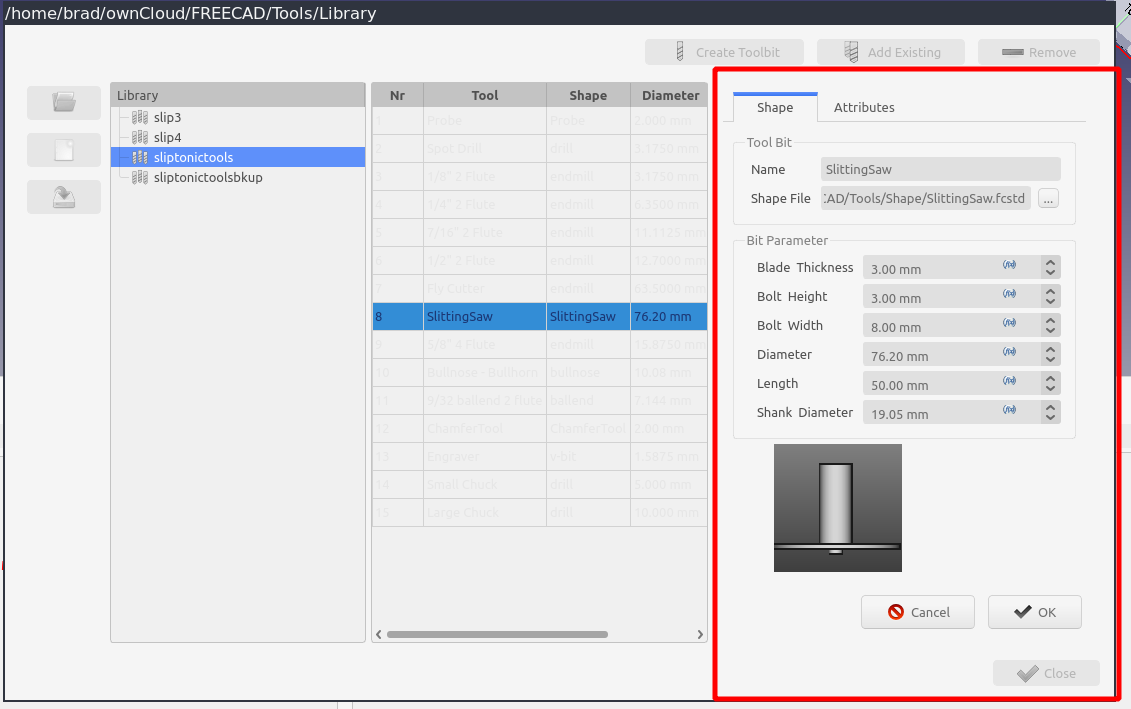 /home/brad/ownCloud/FREECAD/Tools/Library
Create Toolbit
Add Existing
Remove
Library
slip3
slip4
sliptonictools
sliptonictoolsbkup
Nr Tool Shape Diameter
1 Probe Probe 2.000 mm
2 Spot Drill drill 3.1750 mm
3 1/8" 2 Flute endmill 3.1750 mm
4 1/4" 2 Flute endmill 6.3500 mm
5 7/16" 2 Flute endmill 11.1125 mm
6 1/2" 2 Flute endmill 12.7000 mm
7 Fly Cutter endmill 63.5000 mm
8 SlittingSaw SlittingSaw 76.20 mm
9 5/8" 4 Flute endmill 15.8750 mm
10 Bullnose -Bullhorn bullnose 10.08 mm
11 9/32 ballend 2 flute ballend 7.144 mm
12 ChamferTool ChamferTool 2.00 mm
13 Engraver v-bit 1.5875 mm
14 Small Chuck drill 5.000 mm
15 Large Chuck drill 10.000 mm
Shape Attributes
Tool Bit
Name SlittingSaw
Shape File :AD/Tools/Shape/SlittingSaw.fcstd ...
Bit Parameter
Blade Thickness 3.00 mm
Bolt Height 3.00 mm
Bolt Width 8.00 mm
Diameter 76.20 mm
Length 50.00 mm
Shank Diameter 19.05 mm
Cancel
OK
Close